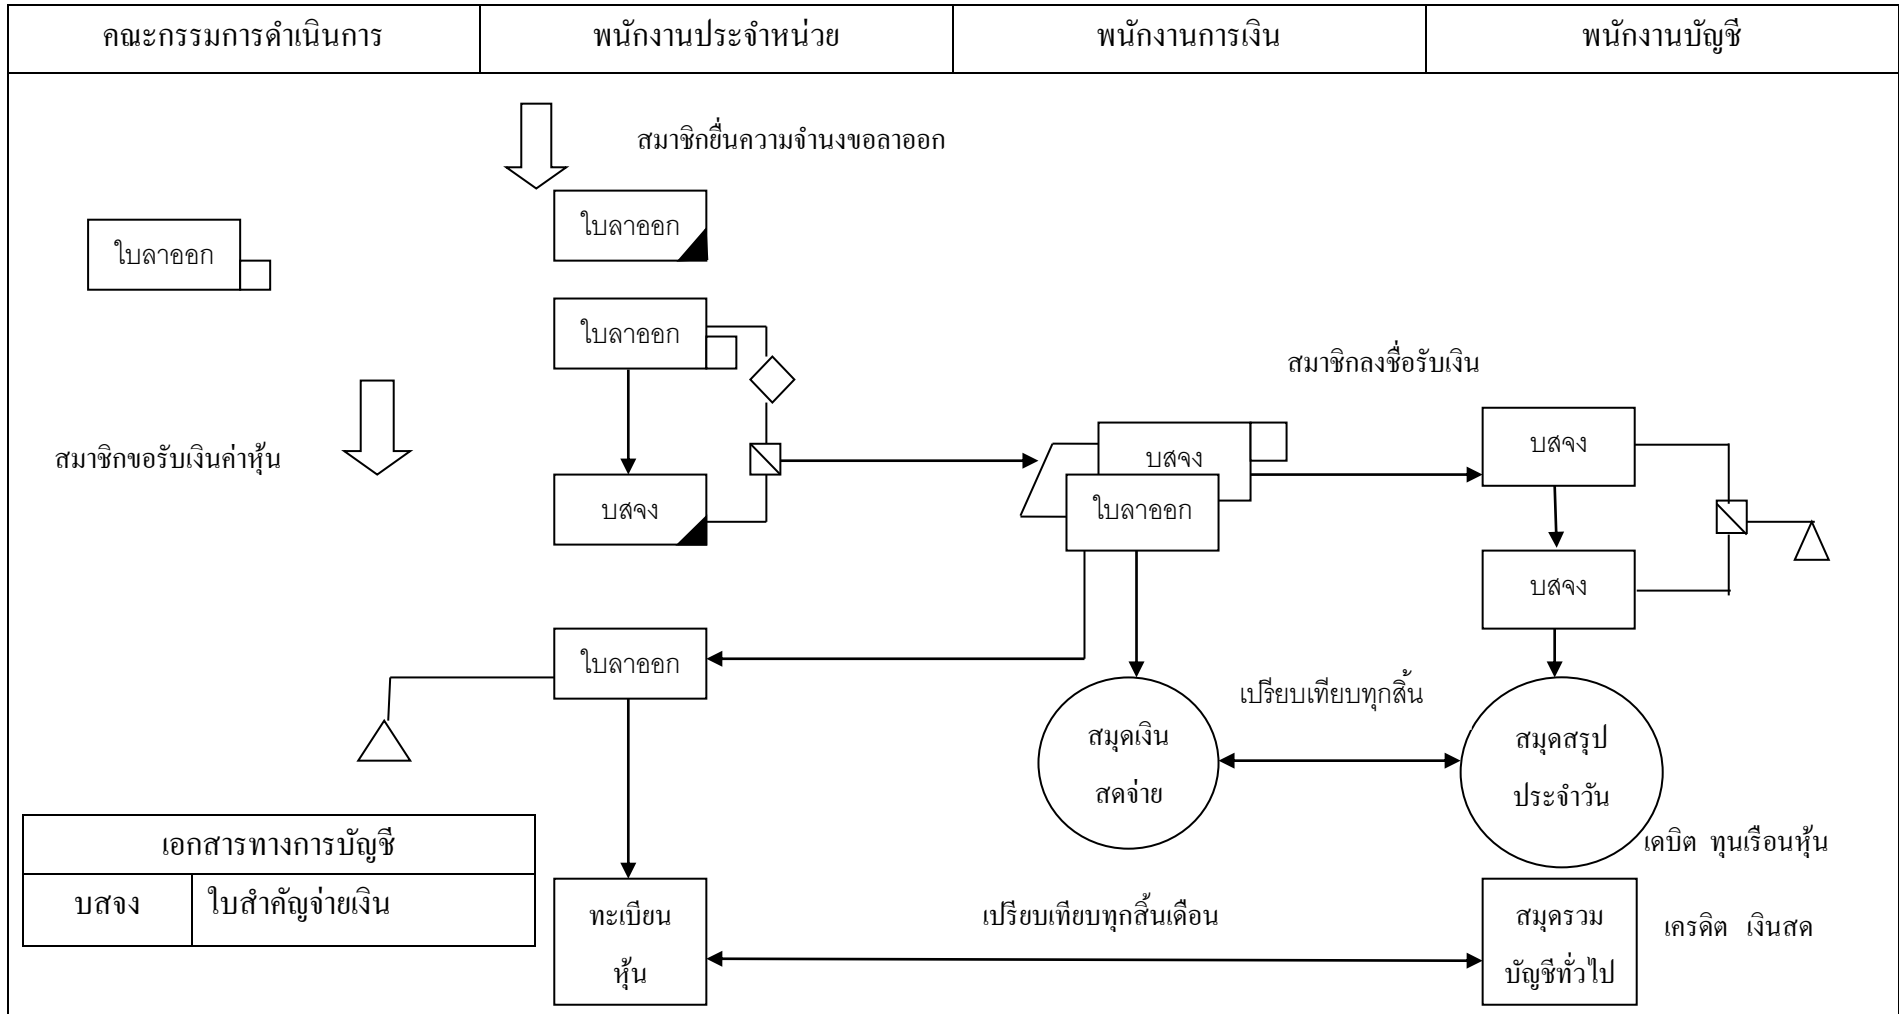 คณะกรรมการดำเนินการ
พนักงานประจำหน่วย
พนักงานการเงิน
พนักงานบัญชี
สมาชิกยื่นความจำนงขอลาออก
ใบลาออก
ใบลาออก
ใบลาออก
สมาชิกลงชื่อรับเงิน
สมาชิกขอรับเงินค่าหุ้น
บสจง
บสจง
บสจง
ใบลาออก
บสจง
ใบลาออก
เปรียบเทียบทุกสิ้น
สมุดเงิน
สดจ่าย
สมุดสรุป
ประจำวัน
เดบิต ทุนเรือนหุ้น
เอกสารทางการบัญชี
บสจง
ใบสำคัญจ่ายเงิน
ทะเบียน
หุ้น
เปรียบเทียบทุกสิ้นเดือน
สมุดรวม
บัญชีทั่วไป
เครดิต เงินสด